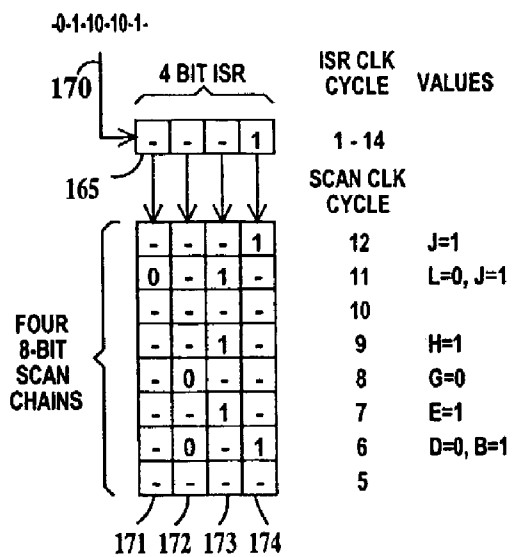 -0-1-10-10-1-
170
4 BIT ISR
ISR CLK CYCLE VALUES
- - - 1 1 - 14
165
SCAN CLK CYCLE
- - - 1 12 J=1
0 - 1 - 11 L=0, J=1
- - - - 10
- - 1 - 9 H=1
- 0 - - 8 G=0
- - 1 - 7 E=1
- 0 - 1 6 D=0, B=1
- - - - 5
FOUR
8-BIT
SCAN
CHAINS
171 172 173 174